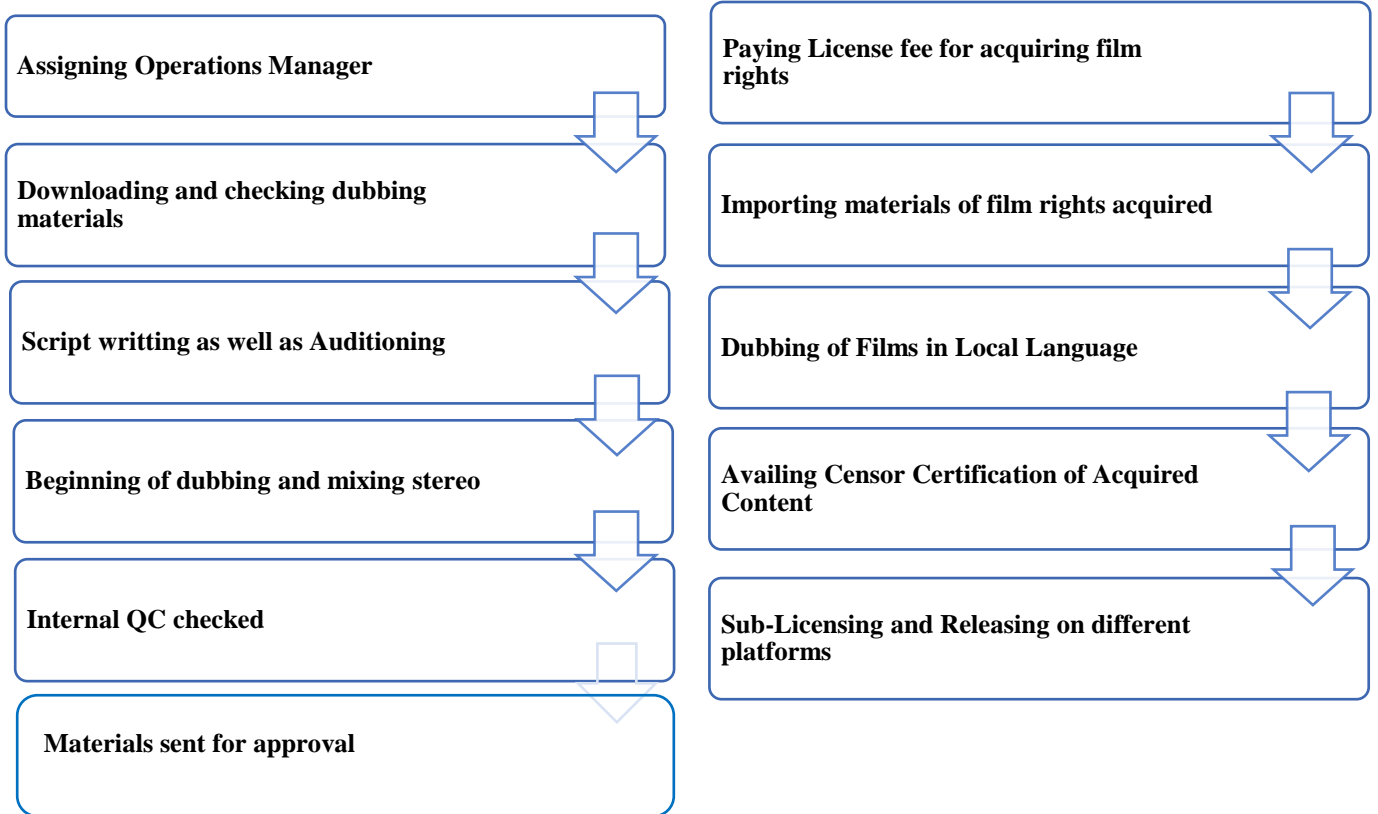 Assigning Operations Manager
Downloading and checking dubbing
materials
Script writting as well as Auditioning
Beginning of dubbing and mixing stereo
Internal QC checked
Materials sent for approval
Paying License fee for acquiring film
rights
Importing materials of film rights acquired
Dubbing of Films in Local Language
Availing Censor Certification of Acquired
Content
Sub-Licensing and Releasing on different
platforms